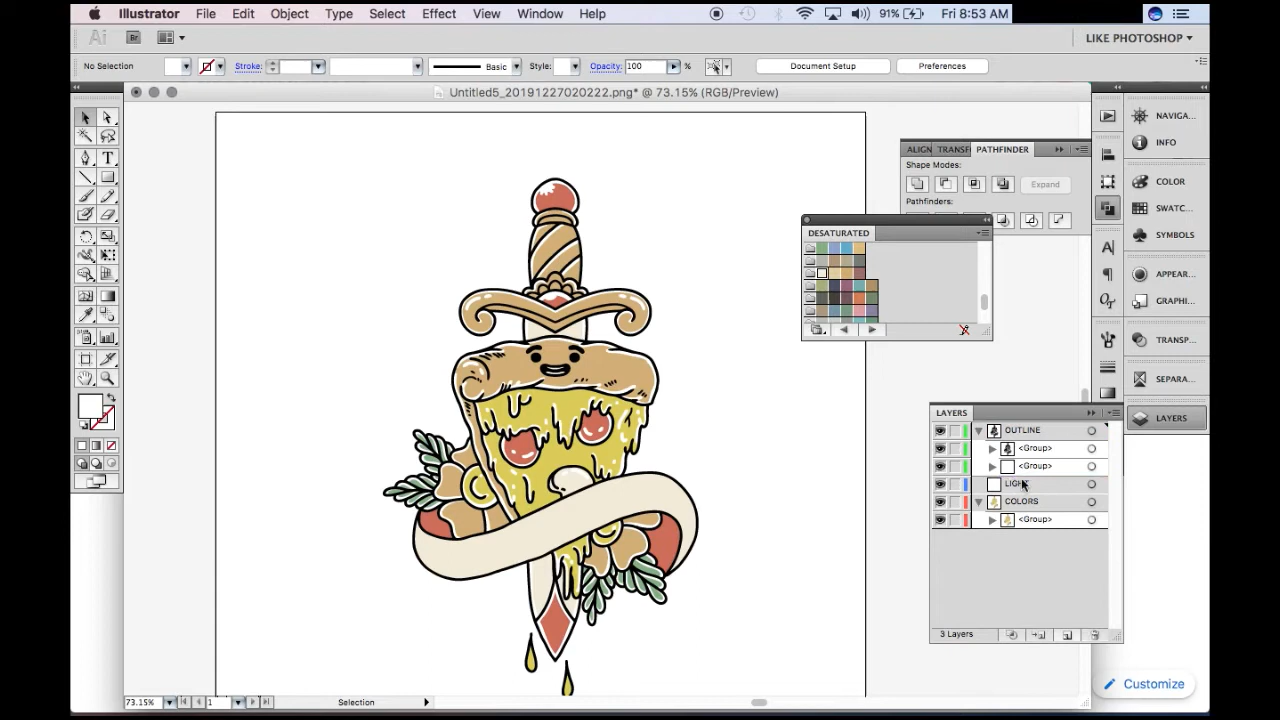 Illustrator File Edit Object Type Select Effect View Window Help 91% Fri 8:53 AM
Ai Br LIKE PHOTOSHOP
No Selection Stroke: Basic Style: Opacity: 100 % Document Setup Preferences
Untitled5_20191227020222.png* @ 73.15% (RGB/Preview)
NAVIGA...
INFO
ALIGN TRANSF PATHFINDER
Shape Modes:
Expand
Pathfinders:
COLOR
SWATC...
SYMBOLS
DESATURATED
APPEAR...
GRAPHI...
TRANSP...
SEPARA...
LAYERS
LAYERS
OUTLINE
<Group>
<Group>
LIGHT
COLORS
<Group>
3 Layers
Customize
73.15% 1 Selection